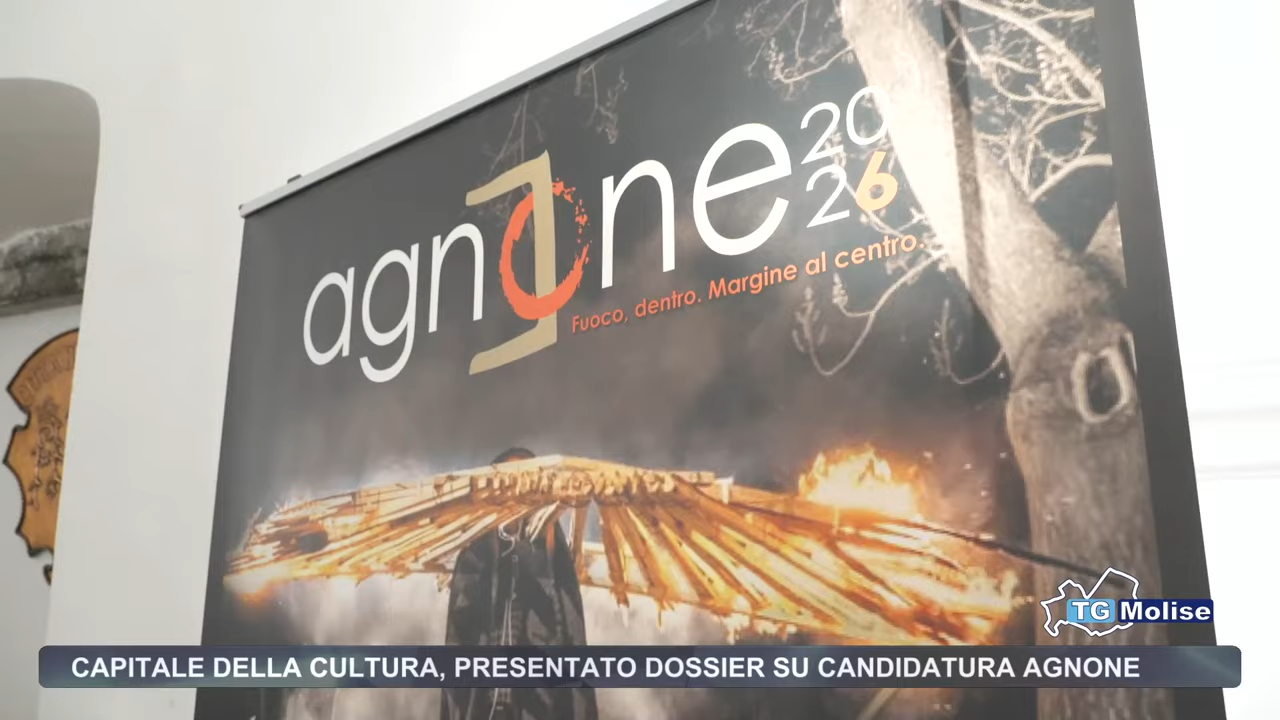 agnone 2026
Fuoco, dentro. Margine al centro.
TG Molise
CAPITALE DELLA CULTURA, PRESENTATO DOSSIER SU CANDIDATURA AGNONE